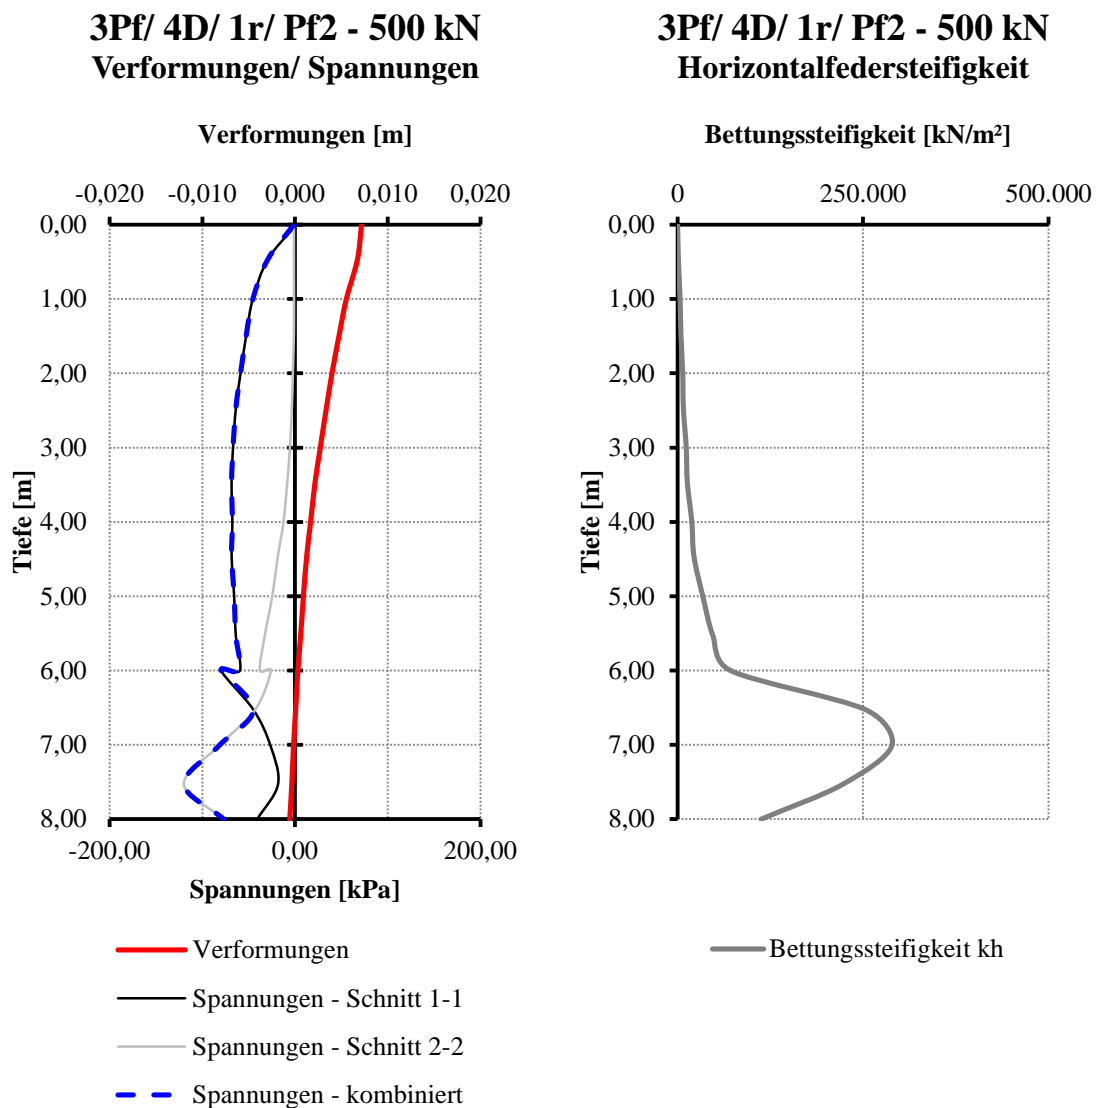 3Pf/ 4D/ 1r/ Pf2 - 500 kN
Verformungen/ Spannungen
Verformungen [m]
-0,020 -0,010 0,000 0,010 0,020
0,00
1,00
2,00
3,00
4,00
5,00
6,00
7,00
8,00
Tiefe [m]
-200,00 0,00 200,00
Spannungen [kPa]
Verformungen
Spannungen - Schnitt 1-1
Spannungen - Schnitt 2-2
Spannungen - kombiniert
3Pf/ 4D/ 1r/ Pf2 - 500 kN
Horizontalfedersteifigkeit
Bettungssteifigkeit [kN/m²]
0 250.000 500.000
0,00
1,00
2,00
3,00
4,00
5,00
6,00
7,00
8,00
Tiefe [m]
Bettungssteifigkeit kh